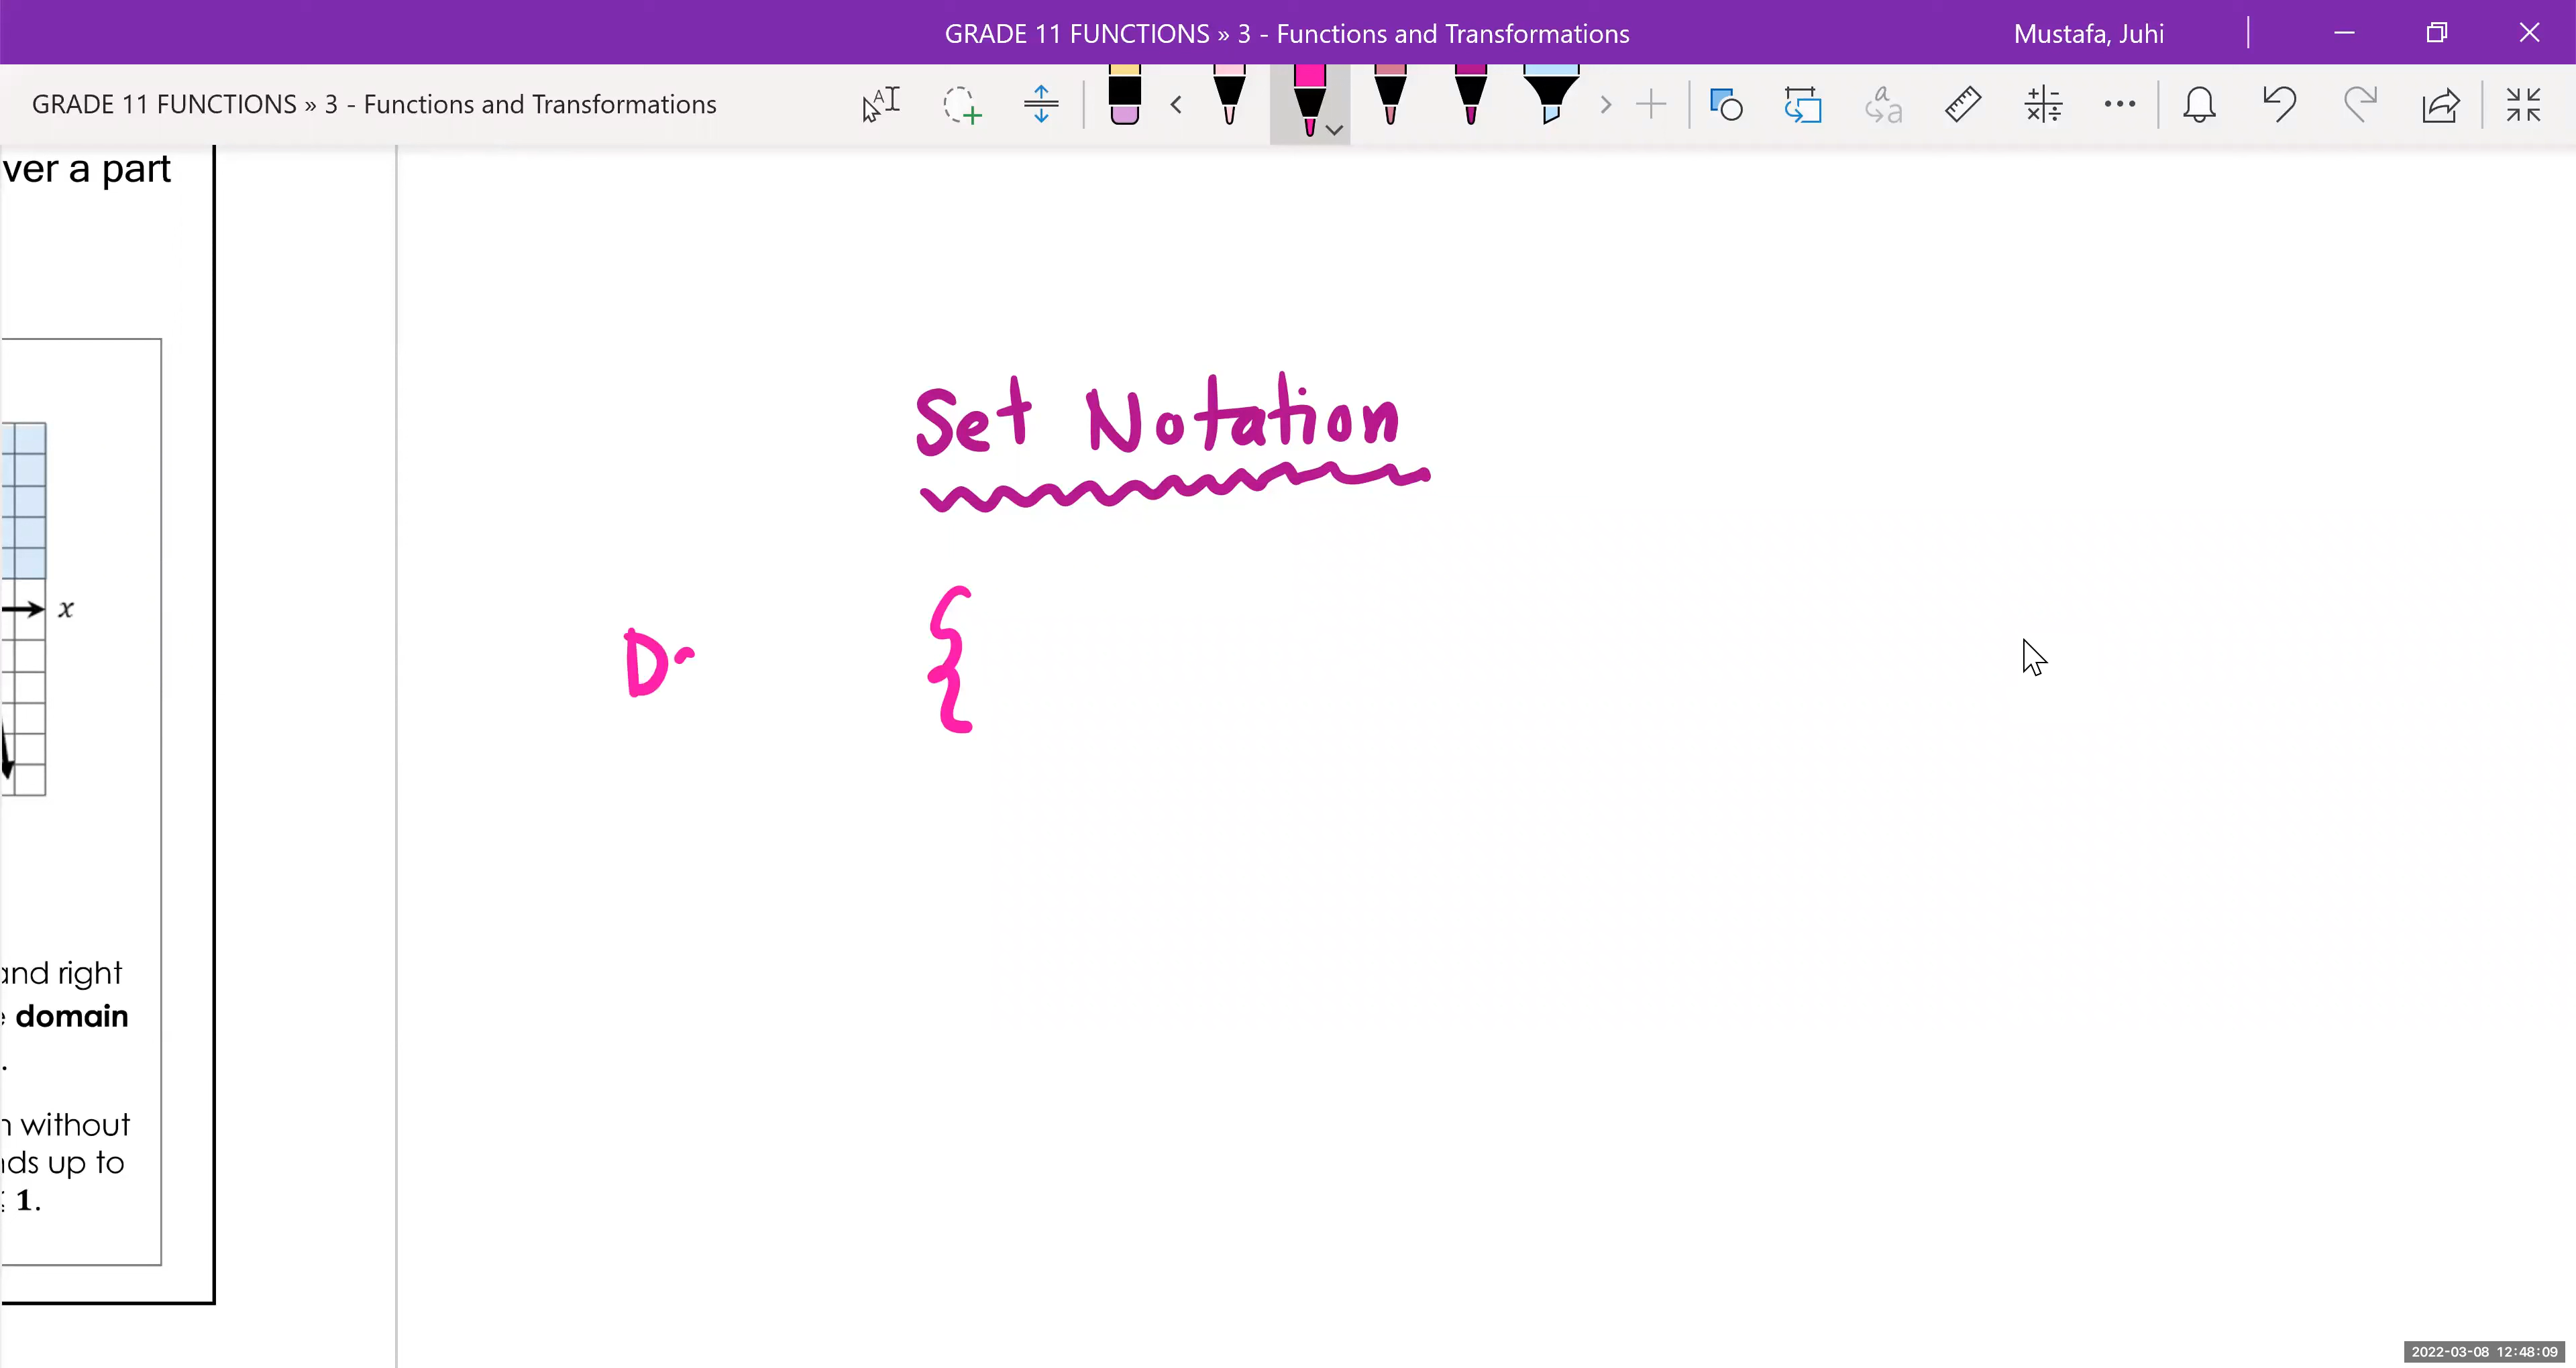 GRADE 11 FUNCTIONS » 3 - Functions and Transformations
Mustafa, Juhi
GRADE 11 FUNCTIONS » 3 - Functions and Transformations
ver a part
Set Notation
D {
x
and right
domain
.
without
ds up to
1.
2022-03-08 12:48:09